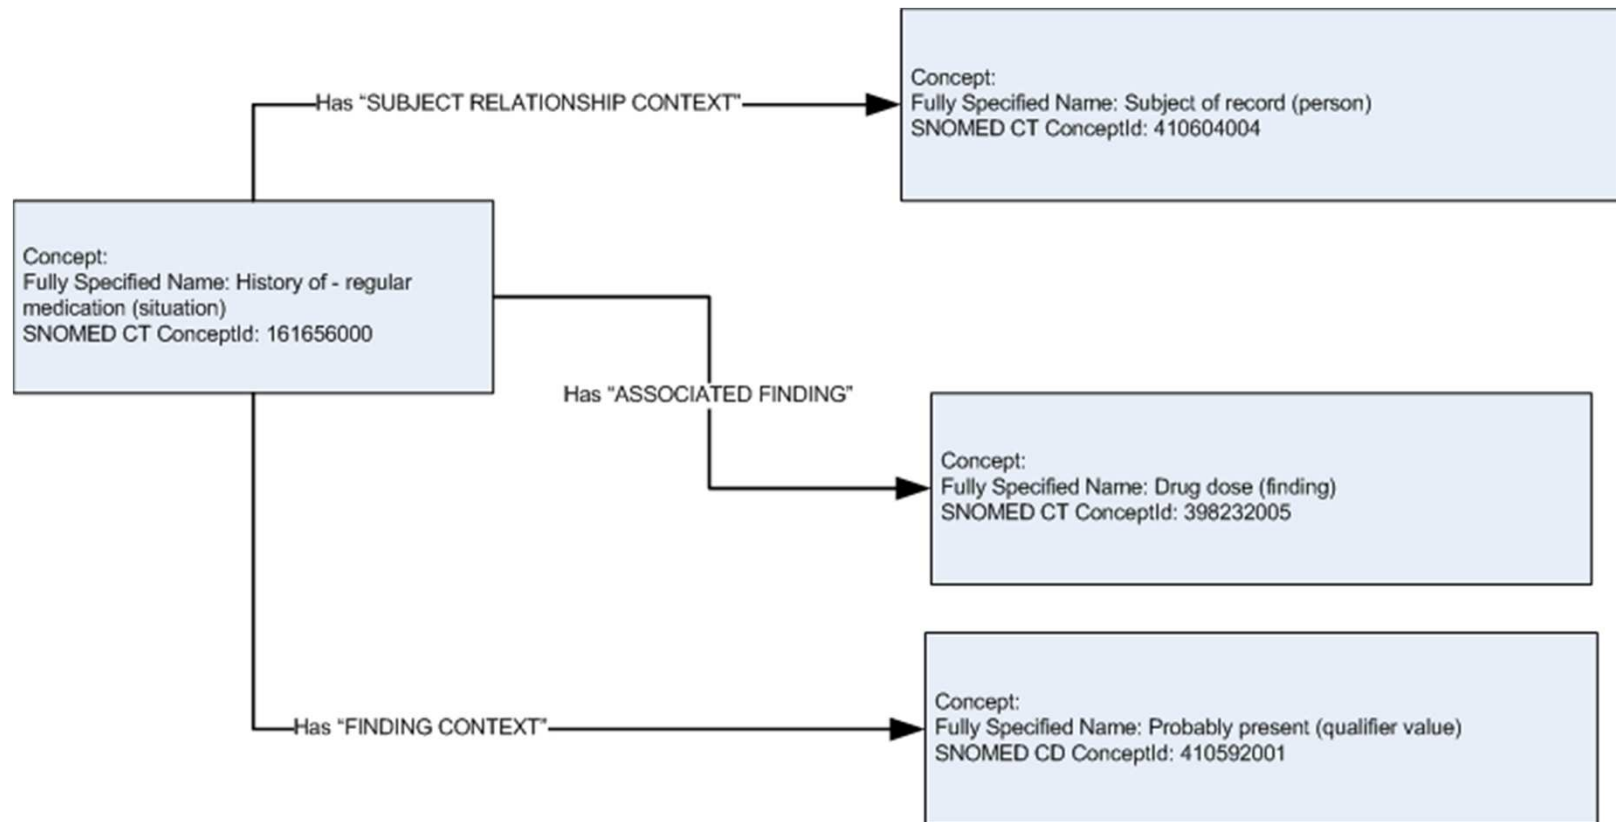 Has “SUBJECT RELATIONSHIP CONTEXT”
Concept:
Fully Specified Name: Subject of record (person)
SNOMED CT ConceptId: 410604004
Concept:
Fully Specified Name: History of - regular
medication (situation)
SNOMED CT ConceptId: 161656000
Has “ASSOCIATED FINDING”
Concept:
Fully Specified Name: Drug dose (finding)
SNOMED CT ConceptId: 398232005
Has “FINDING CONTEXT”
Concept:
Fully Specified Name: Probably present (qualifier value)
SNOMED CD ConceptId: 410592001